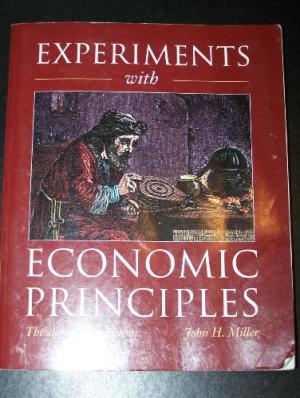 EXPERIMENTS
with
ECONOMIC
PRINCIPLES
John H. Miller